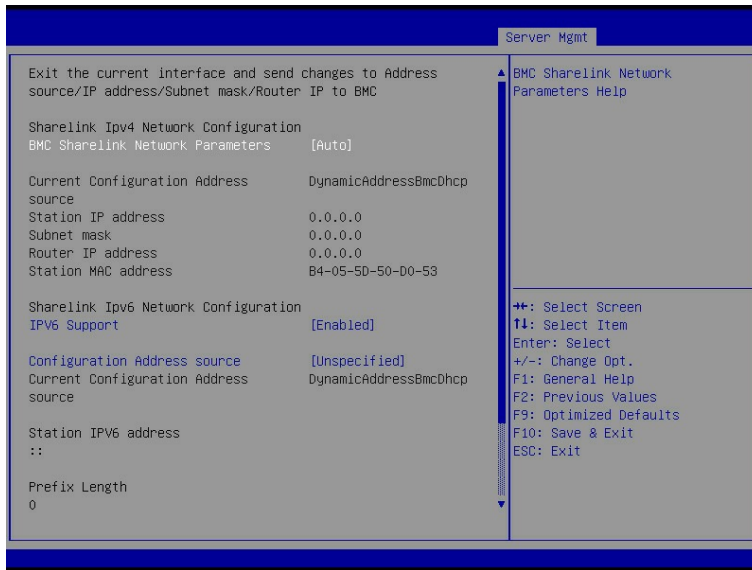 Server Mgmt
Exit the current interface and send changes to Address
source/IP address/Subnet mask/Router IP to BMC
Sharelink Ipv4 Network Configuration
BMC Sharelink Network Parameters [Auto]
Current Configuration Address DynamicAddressBmcDhcp
source
Station IP address 0.0.0.0
Subnet mask 0.0.0.0
Router IP address 0.0.0.0
Station MAC address B4-05-5D-50-D0-53
Sharelink Ipv6 Network Configuration
IPV6 Support [Enabled]
Configuration Address source [Unspecified]
Current Configuration Address DynamicAddressBmcDhcp
source
Station IPV6 address
::
Prefix Length
0
BMC Sharelink Network
Parameters Help
→←: Select Screen
↑↓: Select Item
Enter: Select
+/-: Change Opt.
F1: General Help
F2: Previous Values
F9: Optimized Defaults
F10: Save & Exit
ESC: Exit